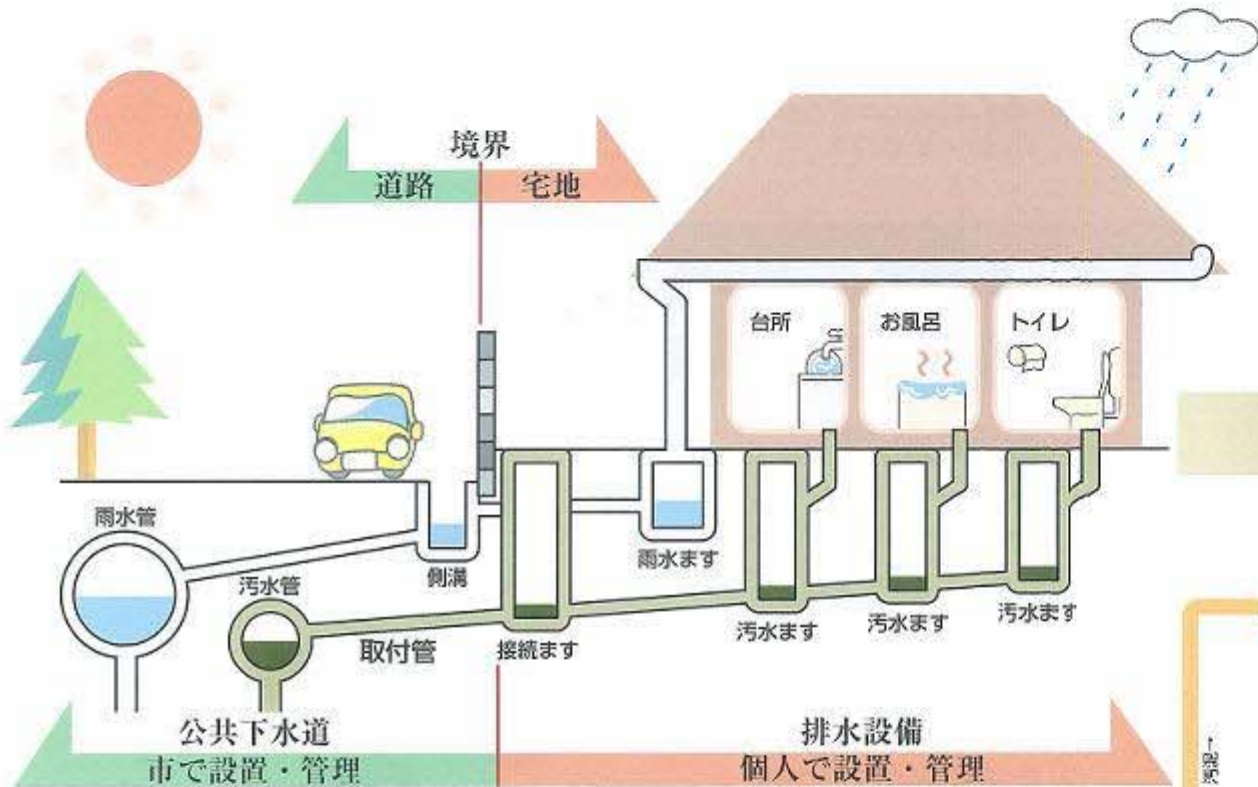 境界
道路
宅地
台所
お風呂
トイレ
雨水管
汚水管
側溝
雨水ます
取付管
接続ます
汚水ます
汚水ます
汚水ます
公共下水道
市で設置・管理
排水設備
個人で設置・管理
汚泥→